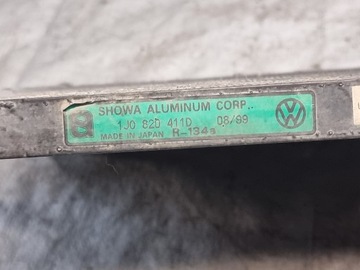 SHOWA ALUMINUM CORP.
1J0 820 411D 08/99
MADE IN JAPAN R-134a